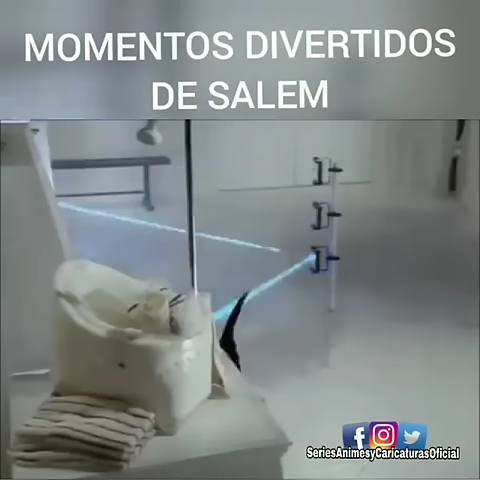 MOMENTOS DIVERTIDOS
DE SALEM
SeriesAnimesyCaricaturasOficial